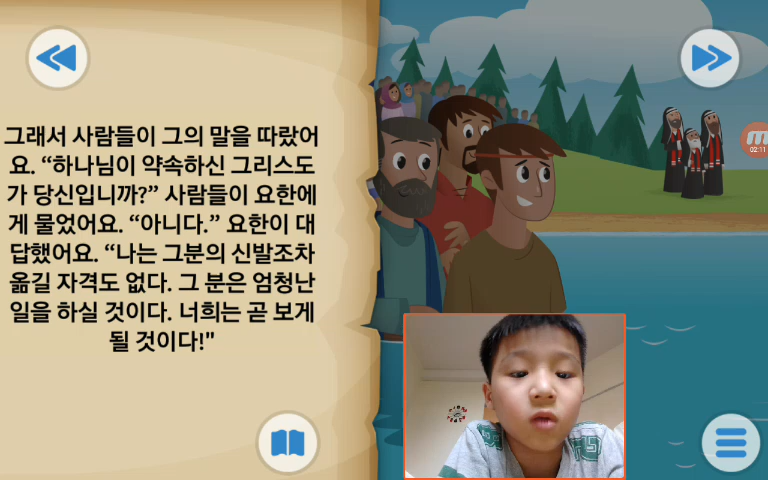 그래서 사람들이 그의 말을 따랐어
요. “하나님이 약속하신 그리스도
가 당신입니까?” 사람들이 요한에
게 물었어요. “아니다.” 요한이 대
답했어요. “나는 그분의 신발조차
옮길 자격도 없다. 그 분은 엄청난
일을 하실 것이다. 너희는 곧 보게
될 것이다!"
02:11